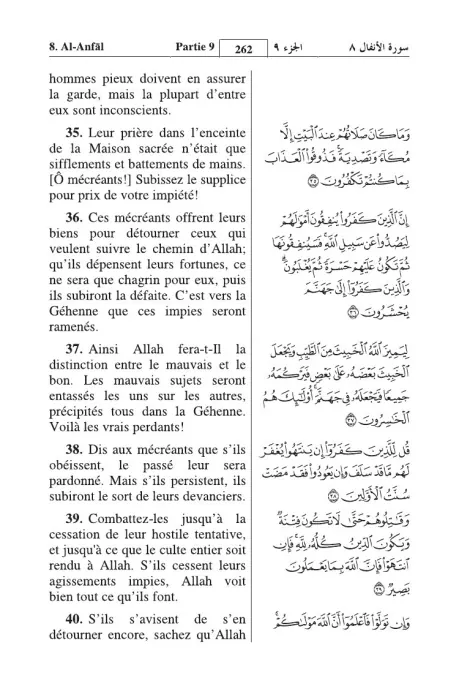 8. Al-Anfāl Partie 9 262 الجزء ٩ سورة الأنفال ٨
hommes pieux doivent en assurer
la garde, mais la plupart d’entre
eux sont inconscients.
35. Leur prière dans l’enceinte
de la Maison sacrée n’était que
sifflements et battements de mains.
[Ô mécréants!] Subissez le supplice
pour prix de votre impiété!
36. Ces mécréants offrent leurs
biens pour détourner ceux qui
veulent suivre le chemin d’Allah;
qu’ils dépensent leurs fortunes, ce
ne sera que chagrin pour eux, puis
ils subiront la défaite. C’est vers la
Géhenne que ces impies seront
ramenés.
37. Ainsi Allah fera-t-Il la
distinction entre le mauvais et le
bon. Les mauvais sujets seront
entassés les uns sur les autres,
précipités tous dans la Géhenne.
Voilà les vrais perdants!
38. Dis aux mécréants que s’ils
obéissent, le passé leur sera
pardonné. Mais s’ils persistent, ils
subiront le sort de leurs devanciers.
39. Combattez-les jusqu’à la
cessation de leur hostile tentative,
et jusqu'à ce que le culte entier soit
rendu à Allah. S’ils cessent leurs
agissements impies, Allah voit
bien tout ce qu’ils font.
40. S’ils s’avisent de s’en
détourner encore, sachez qu’Allah
وَمَا كَانَ صَلَاتُهُمْ عِندَ ٱلْبَيْتِ إِلَّا
مُكَآءً وَتَصْدِيَةً ۚ فَذُوقُوا۟ ٱلْعَذَابَ
بِمَا كُنتُمْ تَكْفُرُونَ ٣٥
إِنَّ ٱلَّذِينَ كَفَرُوا۟ يُنفِقُونَ أَمْوَٰلَهُمْ
لِيَصُدُّوا۟ عَن سَبِيلِ ٱللَّهِ ۚ فَسَيُنفِقُونَهَا
ثُمَّ تَكُونُ عَلَيْهِمْ حَسْرَةً ثُمَّ يُغْلَبُونَ ۗ
وَٱلَّذِينَ كَفَرُوٓا۟ إِلَىٰ جَهَنَّمَ
يُحْشَرُونَ ٣٦
لِيَمِيزَ ٱللَّهُ ٱلْخَبِيثَ مِنَ ٱلطَّيِّبِ وَيَجْعَلَ
ٱلْخَبِيثَ بَعْضَهُۥ عَلَىٰ بَعْضٍ فَيَرْكُمَهُۥ
جَمِيعًا فَيَجْعَلَهُۥ فِى جَهَنَّمَ ۚ أُو۟لَٰٓئِكَ هُمُ
ٱلْخَٰسِرُونَ ٣٧
قُل لِّلَّذِينَ كَفَرُوٓا۟ إِن يَنتَهُوا۟ يُغْفَرْ
لَهُم مَّا قَدْ سَلَفَ وَإِن يَعُودُوا۟ فَقَدْ مَضَتْ
سُنَّتُ ٱلْأَوَّلِينَ ٣٨
وَقَٰتِلُوهُمْ حَتَّىٰ لَا تَكُونَ فِتْنَةٌ
وَيَكُونَ ٱلدِّينُ كُلُّهُۥ لِلَّهِ ۚ فَإِنِ
ٱنتَهَوْا۟ فَإِنَّ ٱللَّهَ بِمَا يَعْمَلُونَ
بَصِيرٌ ٣٩
وَإِن تَوَلَّوْا۟ فَٱعْلَمُوٓا۟ أَنَّ ٱللَّهَ مَوْلَىٰكُمْ ۚ